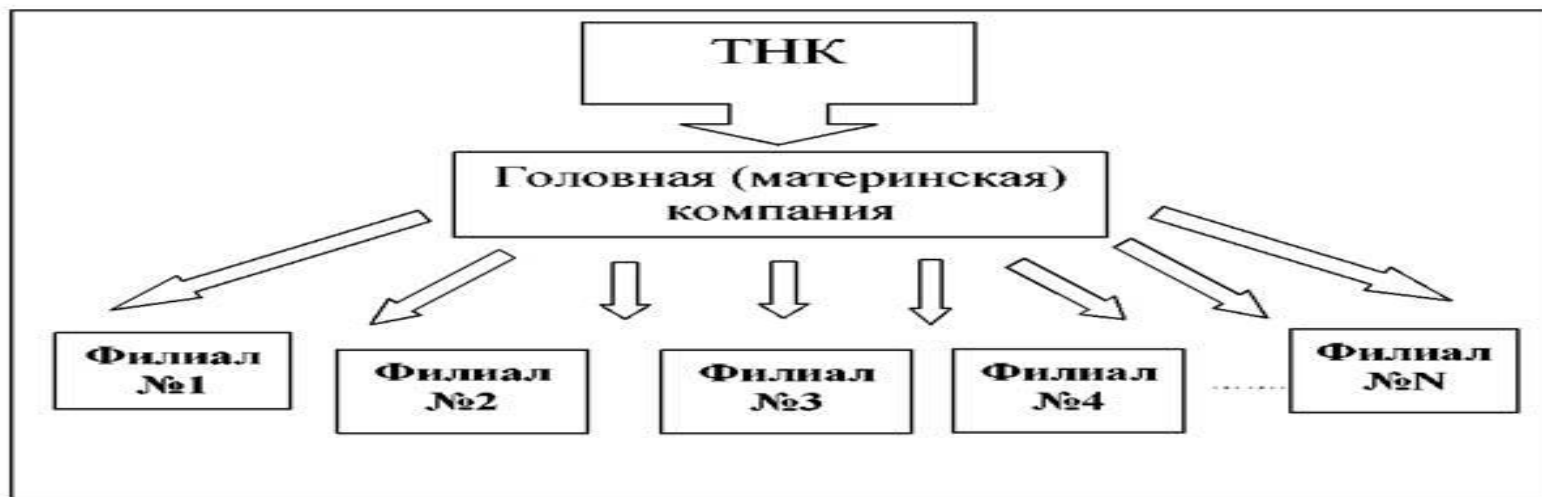 ТНК
Головная (материнская)
компания
Филиал
№1
Филиал
№2
Филиал
№3
Филиал
№4
Филиал
№N